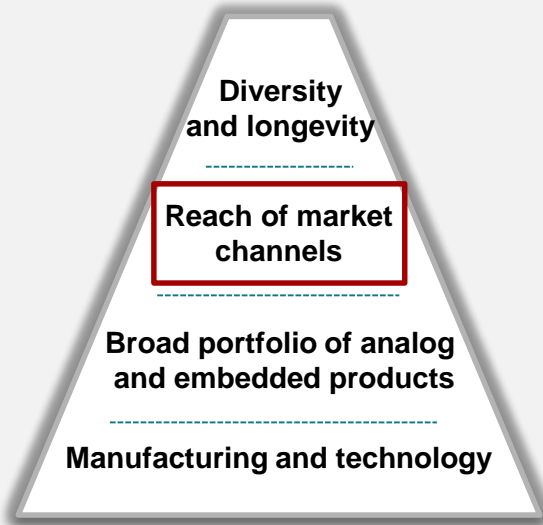 Diversity
and longevity
Reach of market
channels
Broad portfolio of analog
and embedded products
Manufacturing and technology